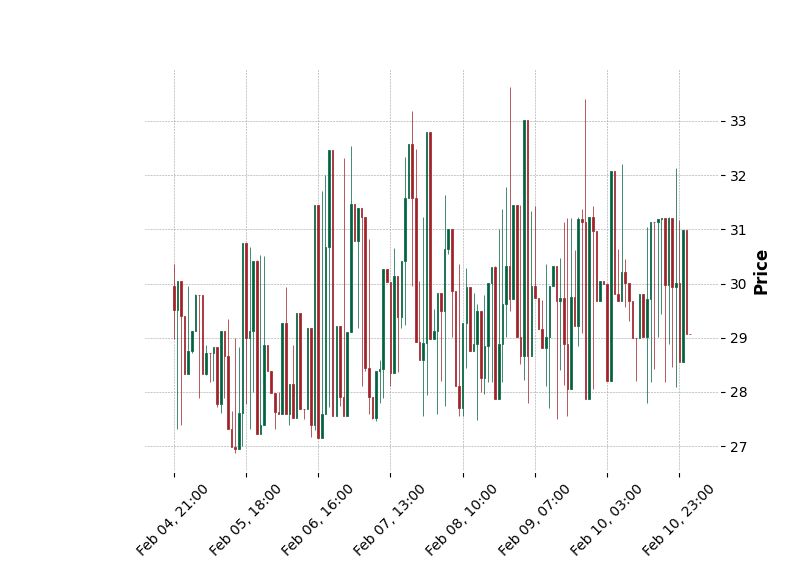 33
32
31
30
29
28
27
Price
Feb 04, 21:00
Feb 05, 18:00
Feb 06, 16:00
Feb 07, 13:00
Feb 08, 10:00
Feb 09, 07:00
Feb 10, 03:00
Feb 10, 23:00